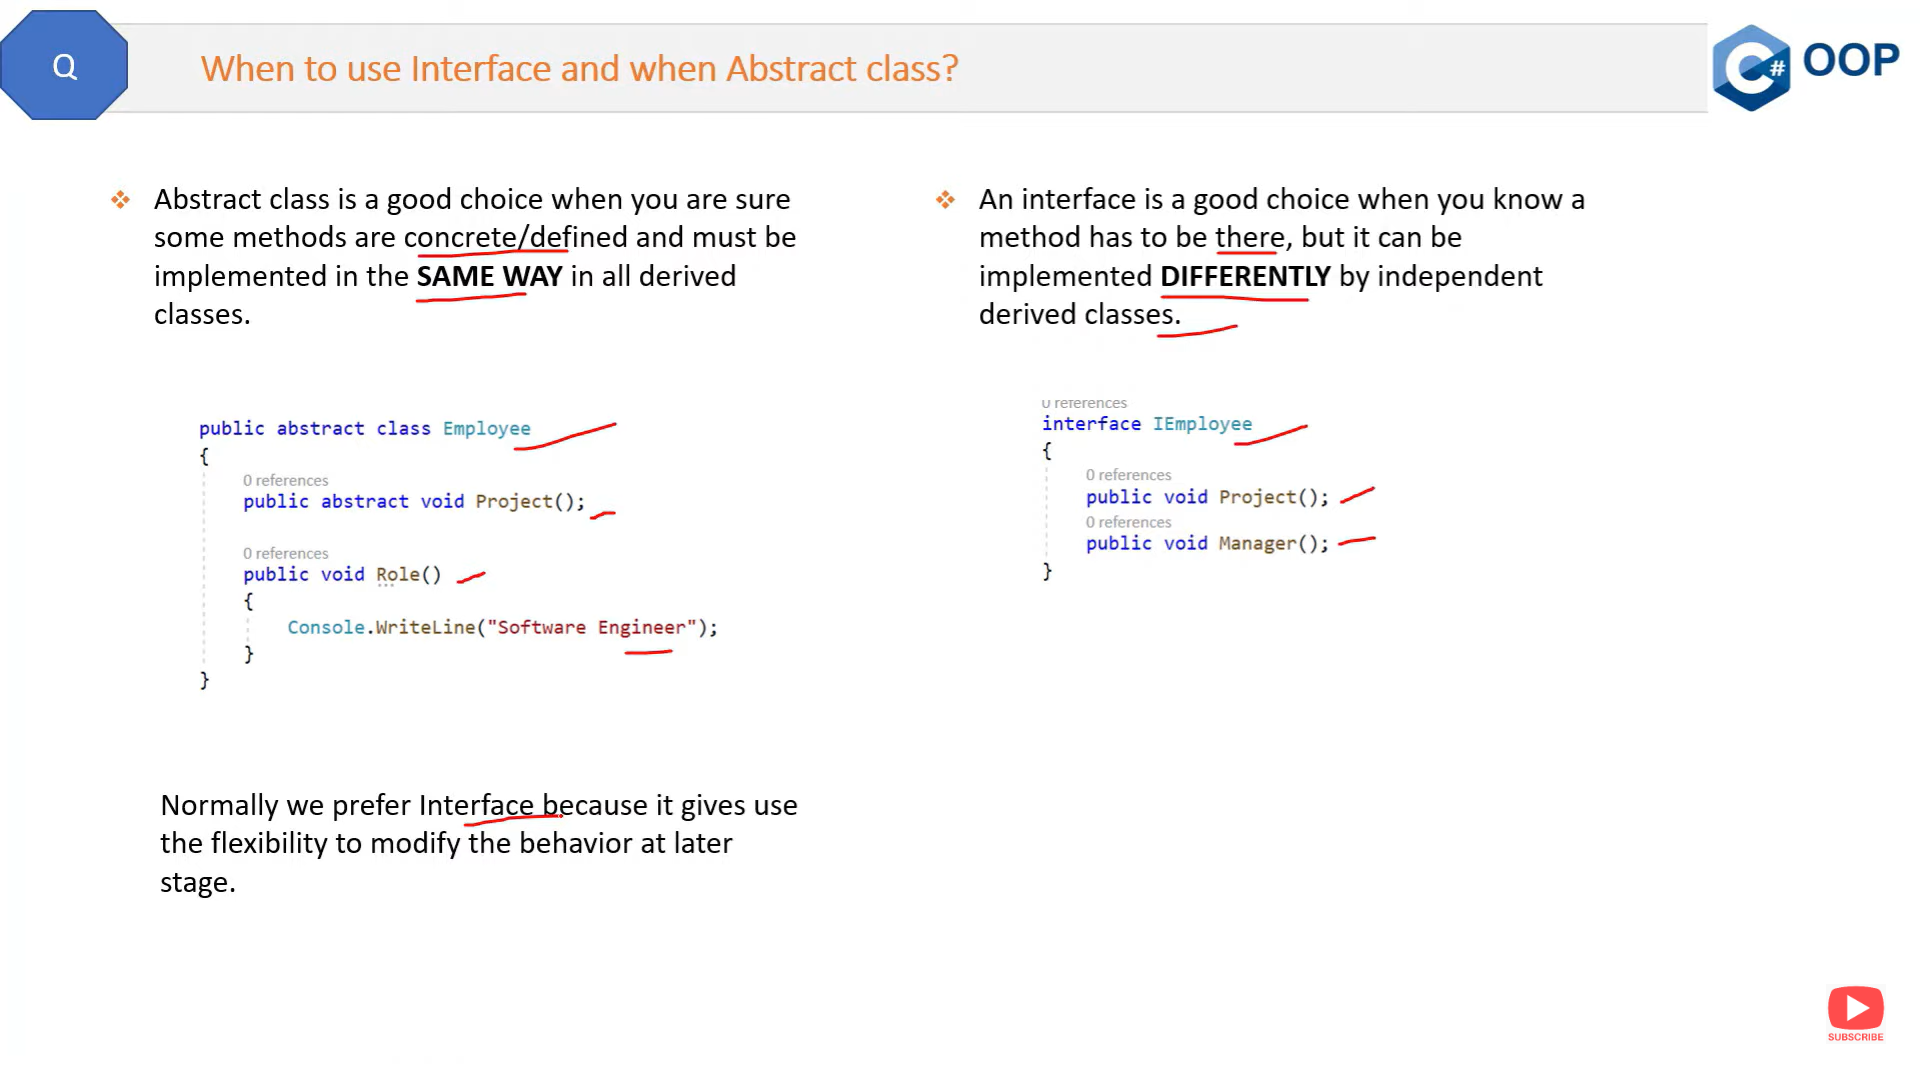 Q
When to use Interface and when Abstract class?
C# OOP
Abstract class is a good choice when you are sure
some methods are concrete/defined and must be
implemented in the SAME WAY in all derived
classes.
public abstract class Employee
{
0 references
public abstract void Project();
0 references
public void Role()
{
Console.WriteLine("Software Engineer");
}
}
An interface is a good choice when you know a
method has to be there, but it can be
implemented DIFFERENTLY by independent
derived classes.
0 references
interface IEmployee
{
0 references
public void Project();
0 references
public void Manager();
}
Normally we prefer Interface because it gives use
the flexibility to modify the behavior at later
stage.
SUBSCRIBE